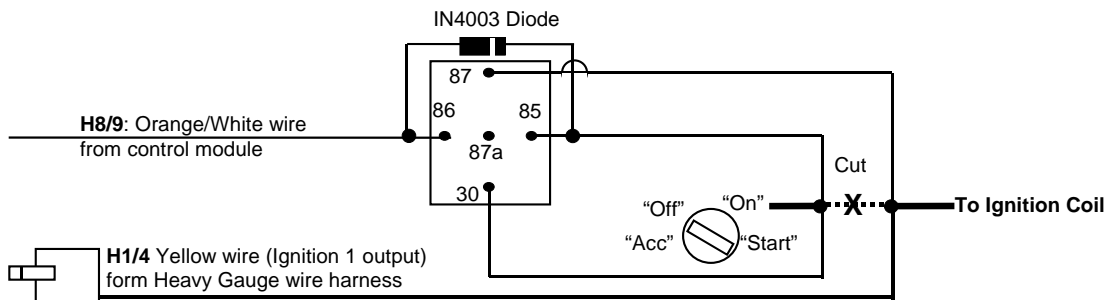 IN4003 Diode
87
86
85
H8/9: Orange/White wire
from control module
87a
Cut
30
"Off"
"On"
X
To Ignition Coil
"Acc"
"Start"
H1/4 Yellow wire (Ignition 1 output)
form Heavy Gauge wire harness